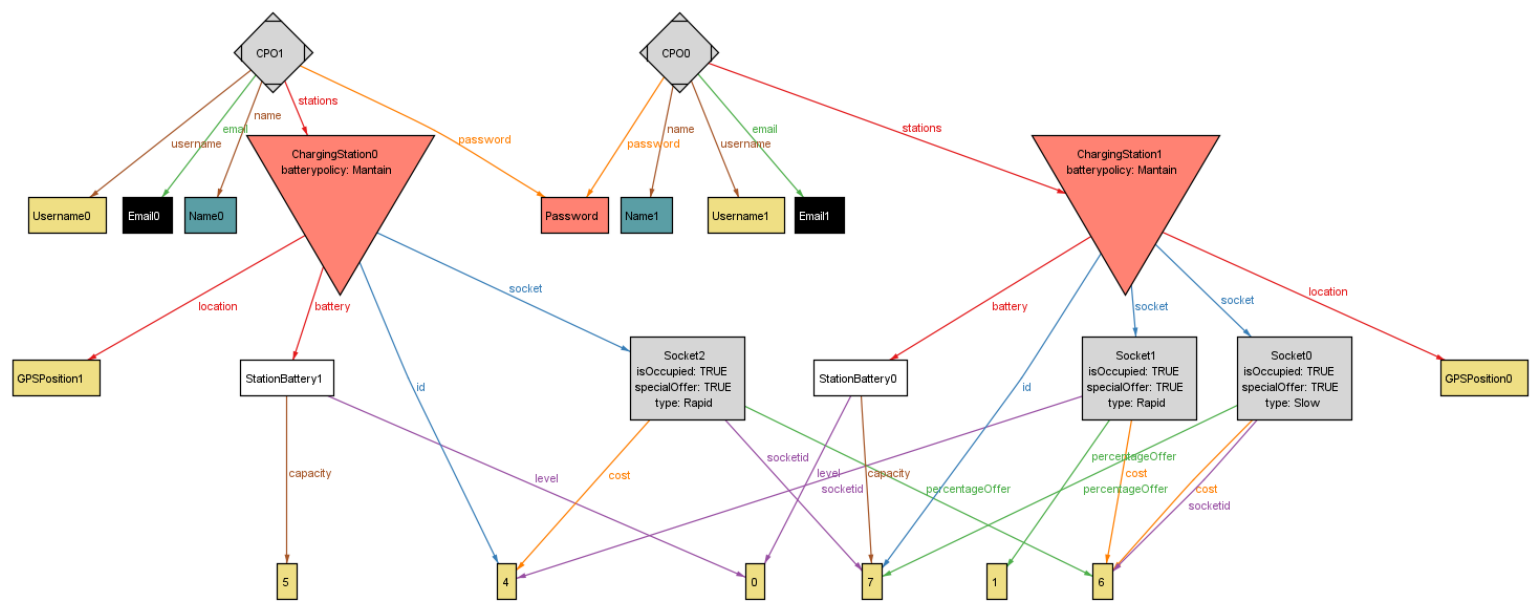 CPO1
CPO0
stations
name
email
username
password
stations
email
name
username
password
ChargingStation0
batterypolicy: Mantain
ChargingStation1
batterypolicy: Mantain
Username0
Email0
Name0
Password
Name1
Username1
Email1
socket
location
battery
battery
socket
socket
location
GPSPosition1
StationBattery1
id
Socket2
isOccupied: TRUE
specialOffer: TRUE
type: Rapid
StationBattery0
id
Socket1
isOccupied: TRUE
specialOffer: TRUE
type: Rapid
Socket0
isOccupied: TRUE
specialOffer: TRUE
type: Slow
GPSPosition0
capacity
level
cost
socketid
level
socketid
capacity
percentageOffer
percentageOffer
cost
percentageOffer
cost
socketid
5
4
0
7
1
6